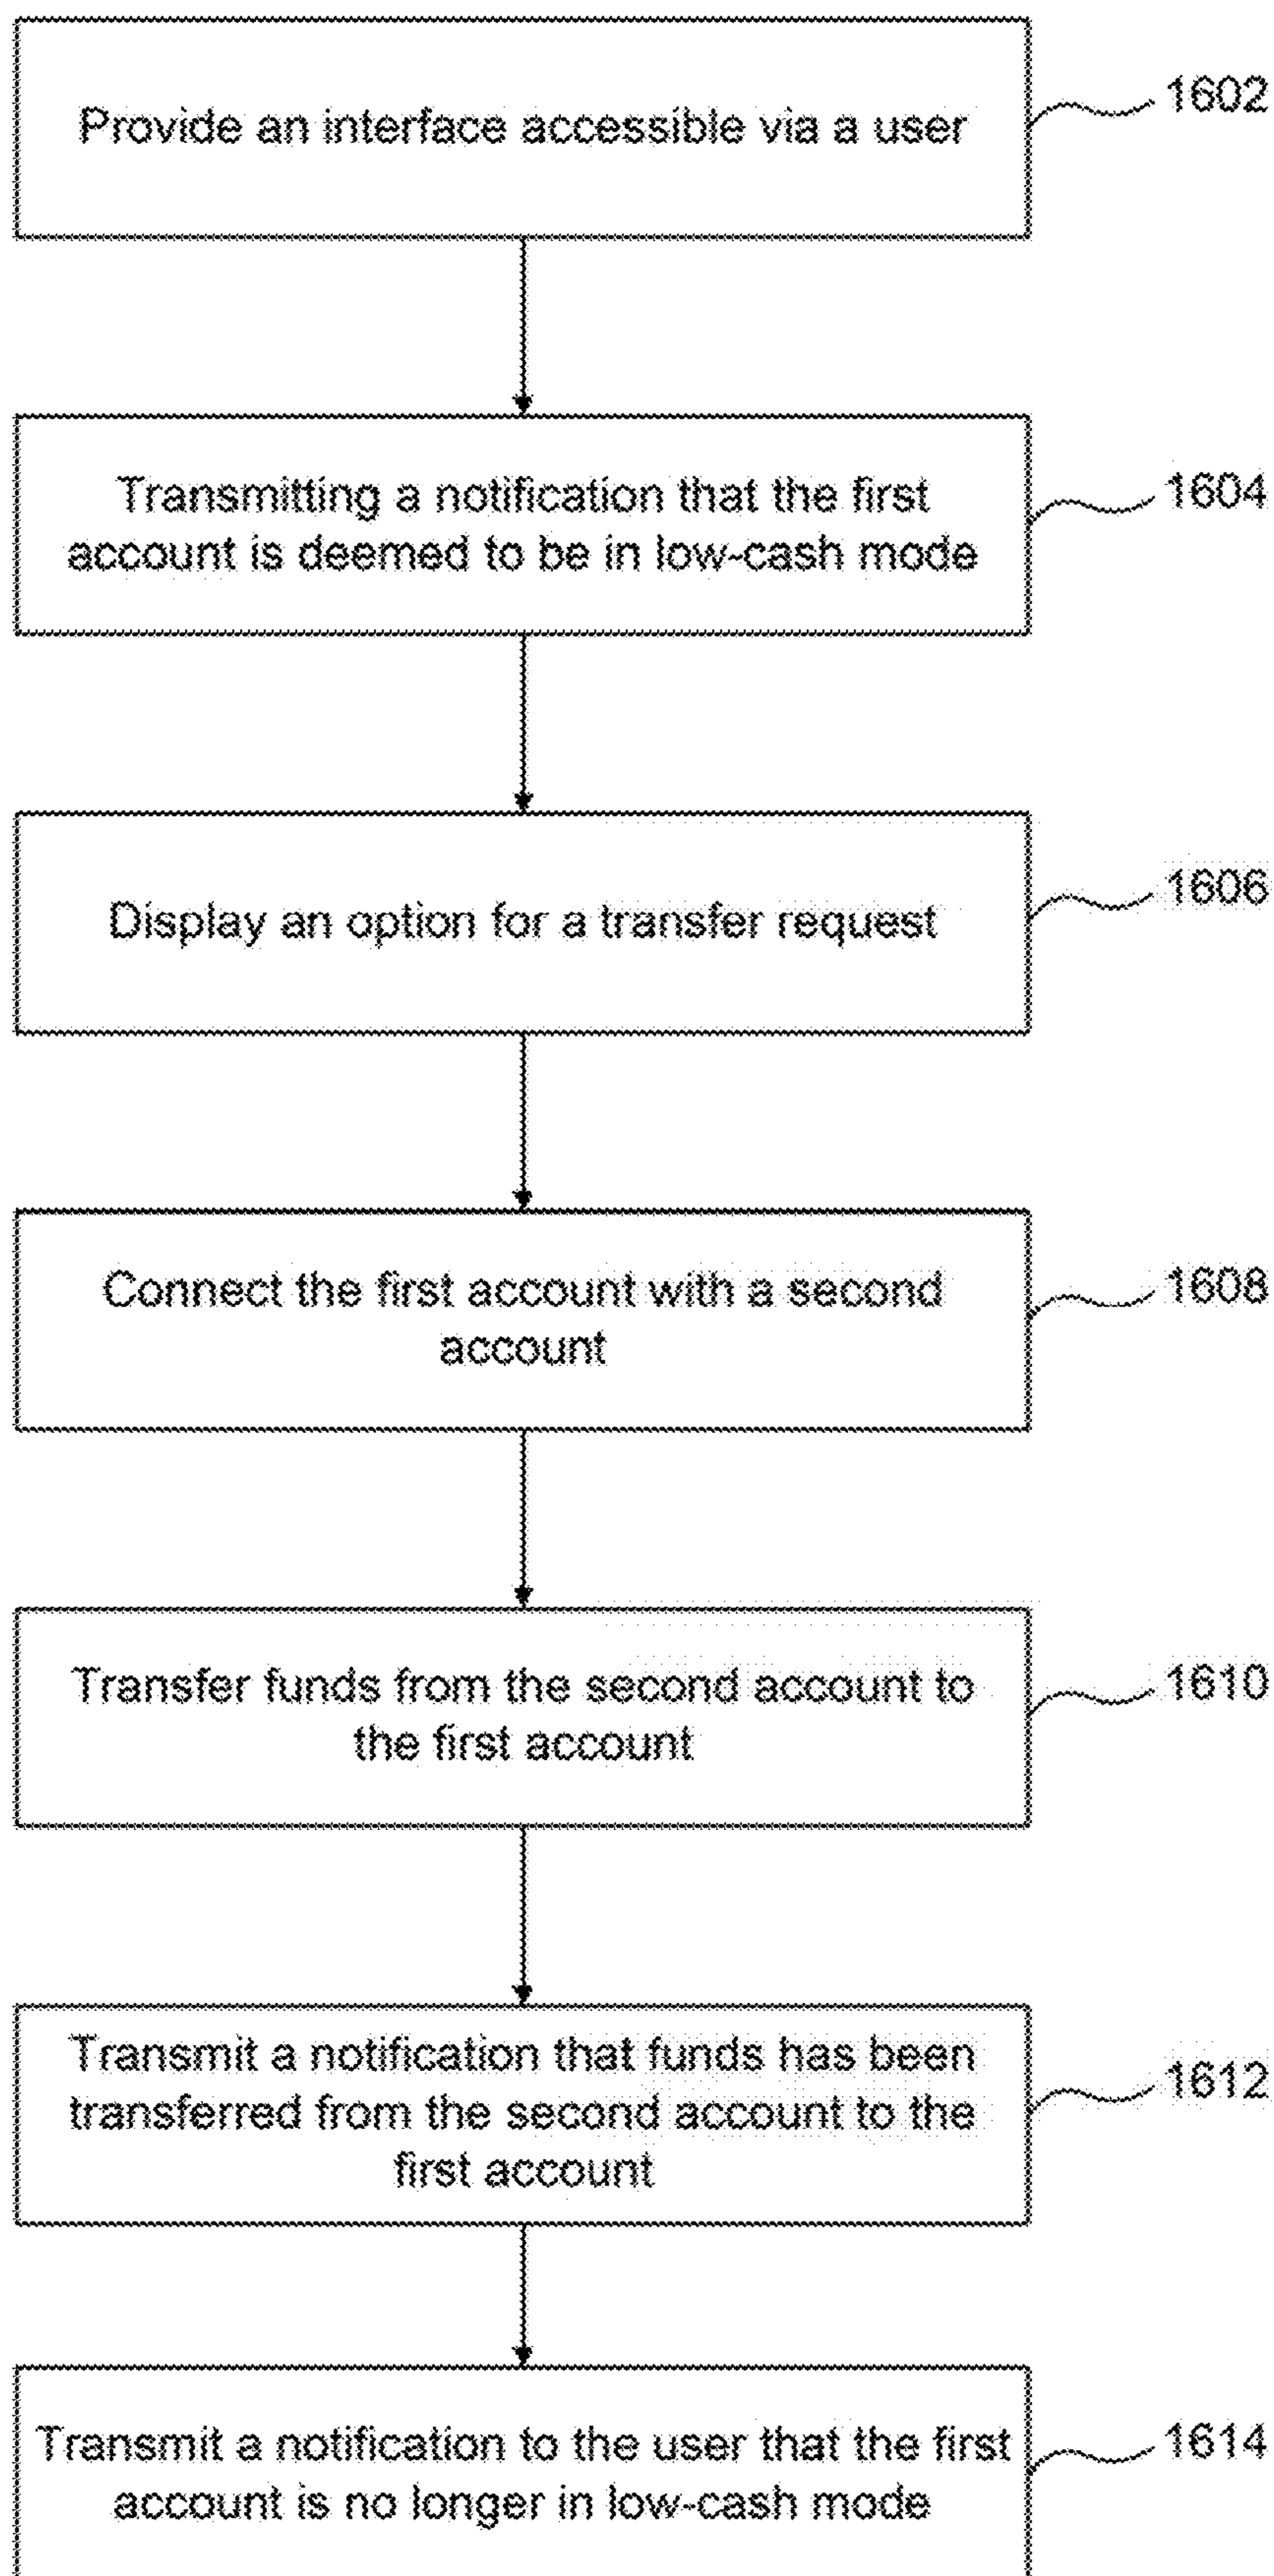 Provide an interface accessible via a user
1602
Transmitting a notification that the first
account is deemed to be in low-cash mode
1604
Display an option for a transfer request
1606
Connect the first account with a second
account
1608
Transfer funds from the second account to
the first account
1610
Transmit a notification that funds has been
transferred from the second account to the
first account
1612
Transmit a notification to the user that the first
account is no longer in low-cash mode
1614